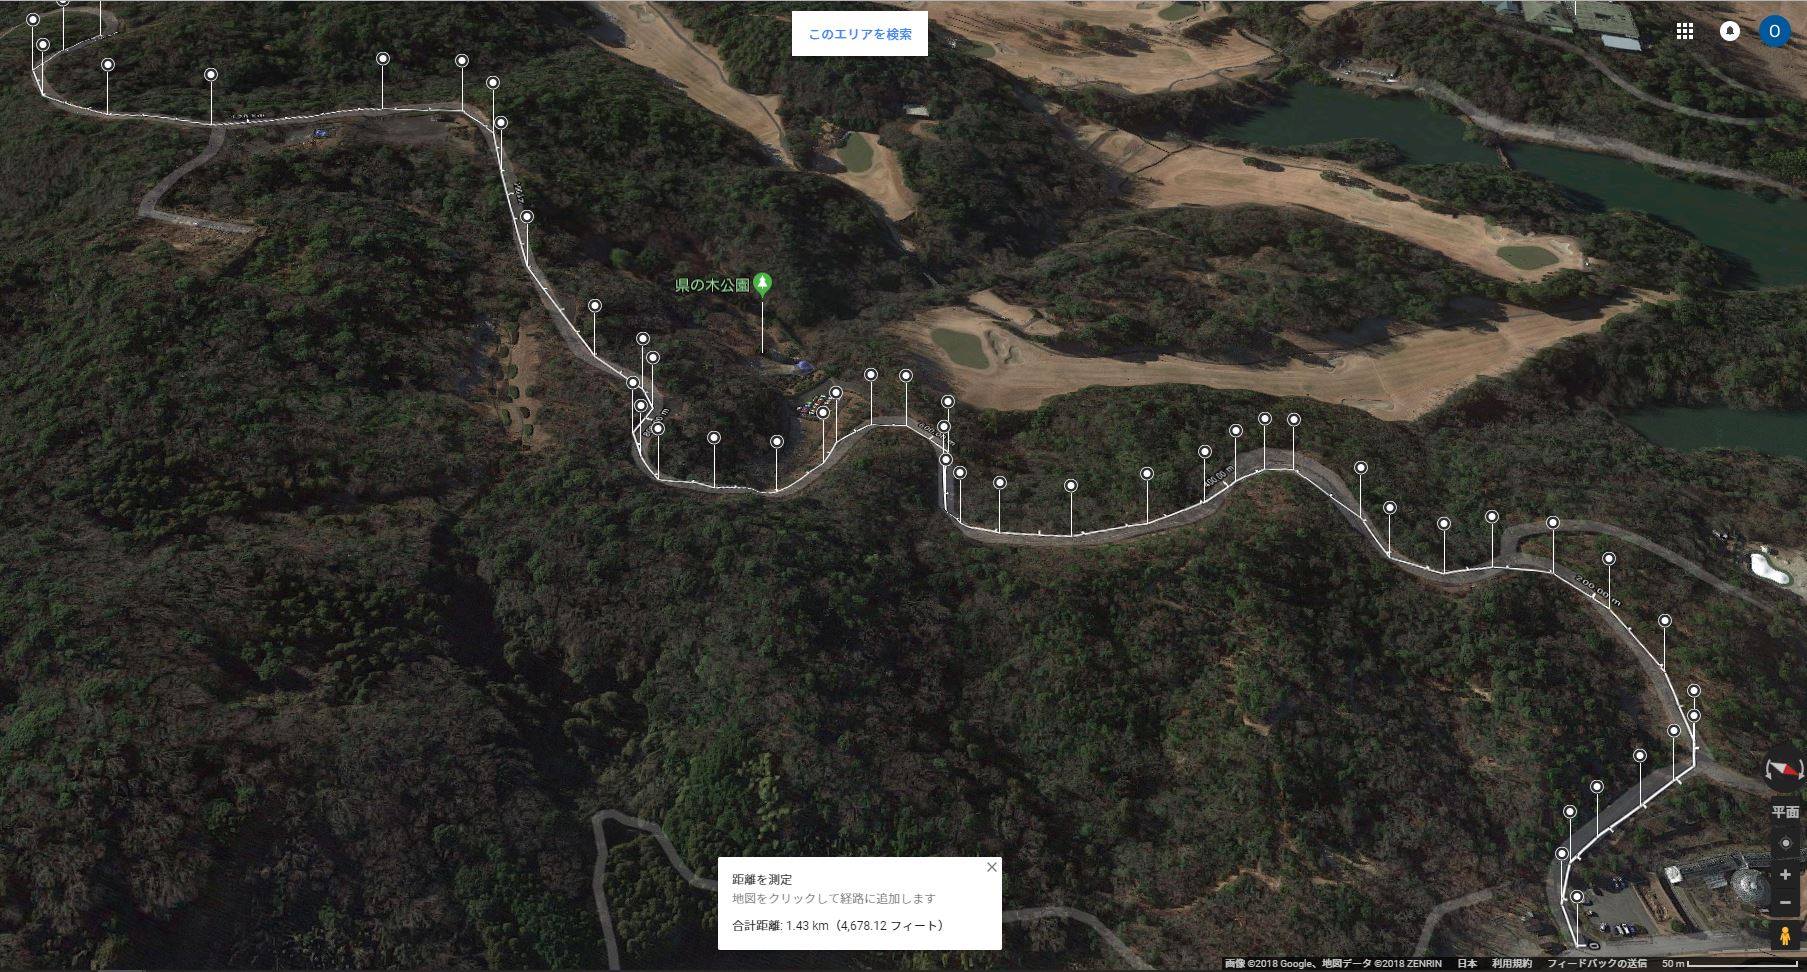 このエリアを検索
O
県の木公園
600.00 m
400.00 m
200.00 m
0
平面
距離を測定
地図をクリックして経路に追加します
合計距離: 1.43 km（4,678.12 フィート）
画像 ©2018 Google、地図データ ©2018 ZENRIN 日本 利用規約 フィードバックの送信 50 m